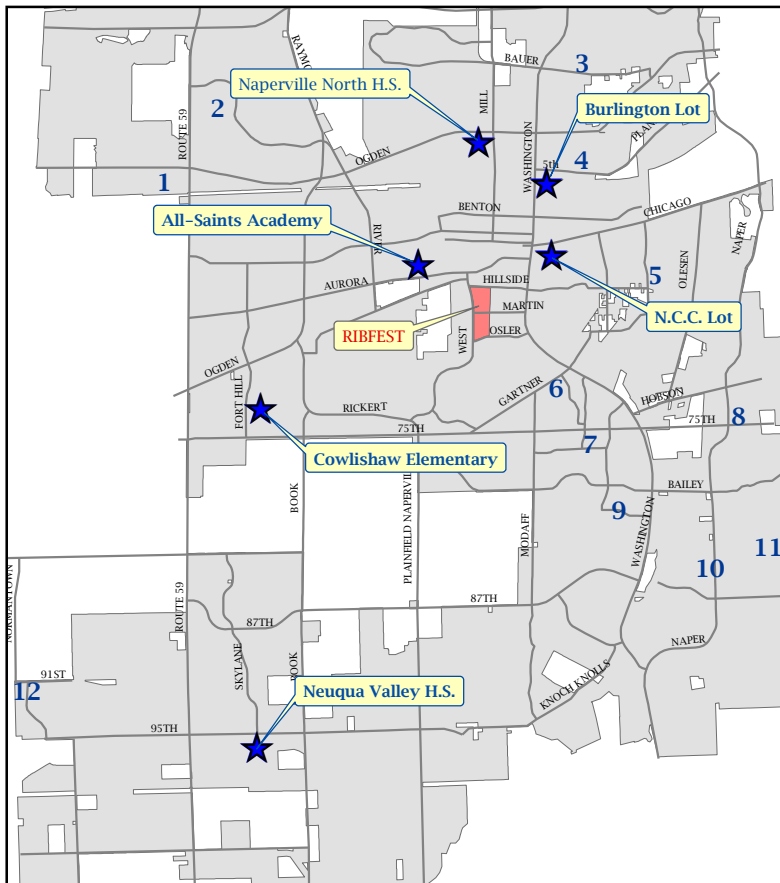 BAUER
3
RAYMO
Naperville North H.S.
MILL
2
Burlington Lot
ROUTE 59
PLAN
OGDEN
WASHINGTON
5th
4
1
BENTON
CHICAGO
All-Saints Academy
RIVER
NAPER
OLESEN
AURORA
HILLSIDE
5
MARTIN
N.C.C. Lot
RIBFEST
WEST
OSLER
OGDEN
GARTNER
6
HOBSON
FORT HILL
RICKERT
75TH
75TH
8
7
Cowlishaw Elementary
BOOK
PLAINFIELD NAPERVIL
BAILEY
9
MODAFF
WASHINGTON
11
10
NORMANTOWN
ROUTE 59
87TH
87TH
NAPER
SKYLANE
BOOK
91ST
12
Neuqua Valley H.S.
KNOCH KNOLLS
95TH